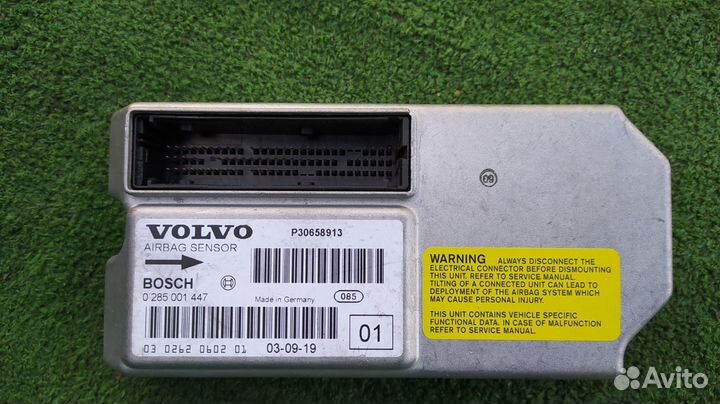 VOLVO
P30658913
AIRBAG SENSOR
BOSCH
0 285 001 447
Made in Germany
085
03 0262 0602 01
03-09-19
01
WARNING ALWAYS DISCONNECT THE
ELECTRICAL CONNECTOR BEFORE DISMOUNTING
THIS UNIT. REFER TO SERVICE MANUAL.
TILTING OF A CONNECTED UNIT CAN LEAD TO
DEPLOYMENT OF THE AIRBAG SYSTEM WHICH
MAY CAUSE PERSONAL INJURY.
THIS UNIT CONTAINS VEHICLE SPECIFIC
FUNCTIONAL DATA. IN CASE OF MALFUNCTION
REFER TO SERVICE MANUAL.
Avito